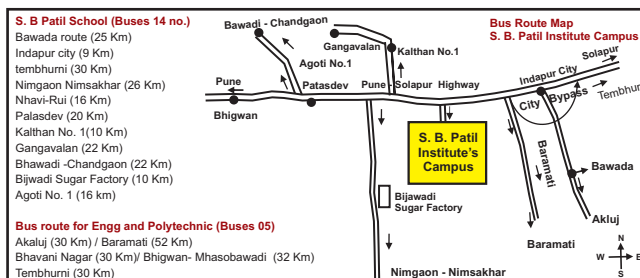 S. B Patil School (Buses 14 no.)
Bawada route (25 Km)
Indapur city (9 Km)
tembhurni (30 Km)
Nimgaon Nimsakhar (26 Km)
Nhavi-Rui (16 Km)
Palasdev (20 Km)
Kalthan No. 1(10 Km)
Gangavalan (22 Km)
Bhawadi -Chandgaon (22 Km)
Bijwadi Sugar Factory (10 Km)
Agoti No. 1 (16 km)
Bus route for Engg and Polytechnic (Buses 05)
Akaluj (30 Km) / Baramati (52 Km)
Bhavani Nagar (30 Km)/ Bhigwan- Mhasobawadi (32 Km)
Tembhurni (30 Km)
Bus Route Map
S. B. Patil Institute Campus
Bawadi - Chandgaon
Gangavalan
Kalthan No.1
Agoti No.1
Solapur
Indapur City
Pune
Patasdev
Pune - Solapur Highway
City Bypass
Tembhur
Bhigwan
S. B. Patil
Institute's
Campus
Baramati
Bawada
Bijawadi
Sugar Factory
Akluj
Baramati
Nimgaon - Nimsakhar
N
W E
S